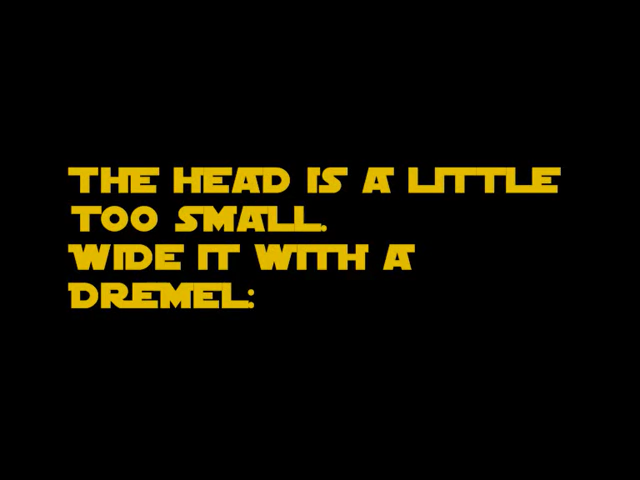 THE HEAD IS A LITTLE
TOO SMALL.
WIDE IT WITH A
DREMEL: